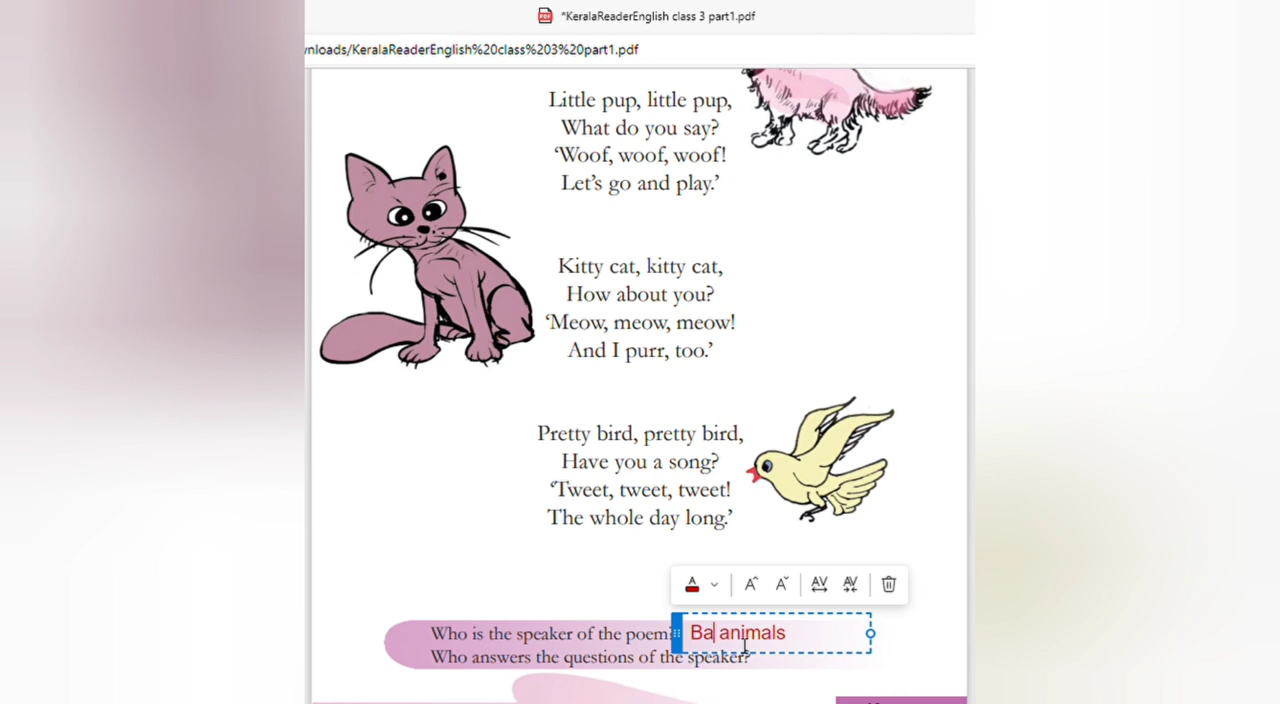 *KeralaReaderEnglish class 3 part1.pdf
nloads/KeralaReaderEnglish%20class%203%20part1.pdf
Little pup, little pup,
What do you say?
‘Woof, woof, woof!
Let’s go and play.’
Kitty cat, kitty cat,
How about you?
‘Meow, meow, meow!
And I purr, too.’
Pretty bird, pretty bird,
Have you a song?
‘Tweet, tweet, tweet!
The whole day long.’
Who is the speaker of the poem? Ba animals
Who answers the questions of the speaker?